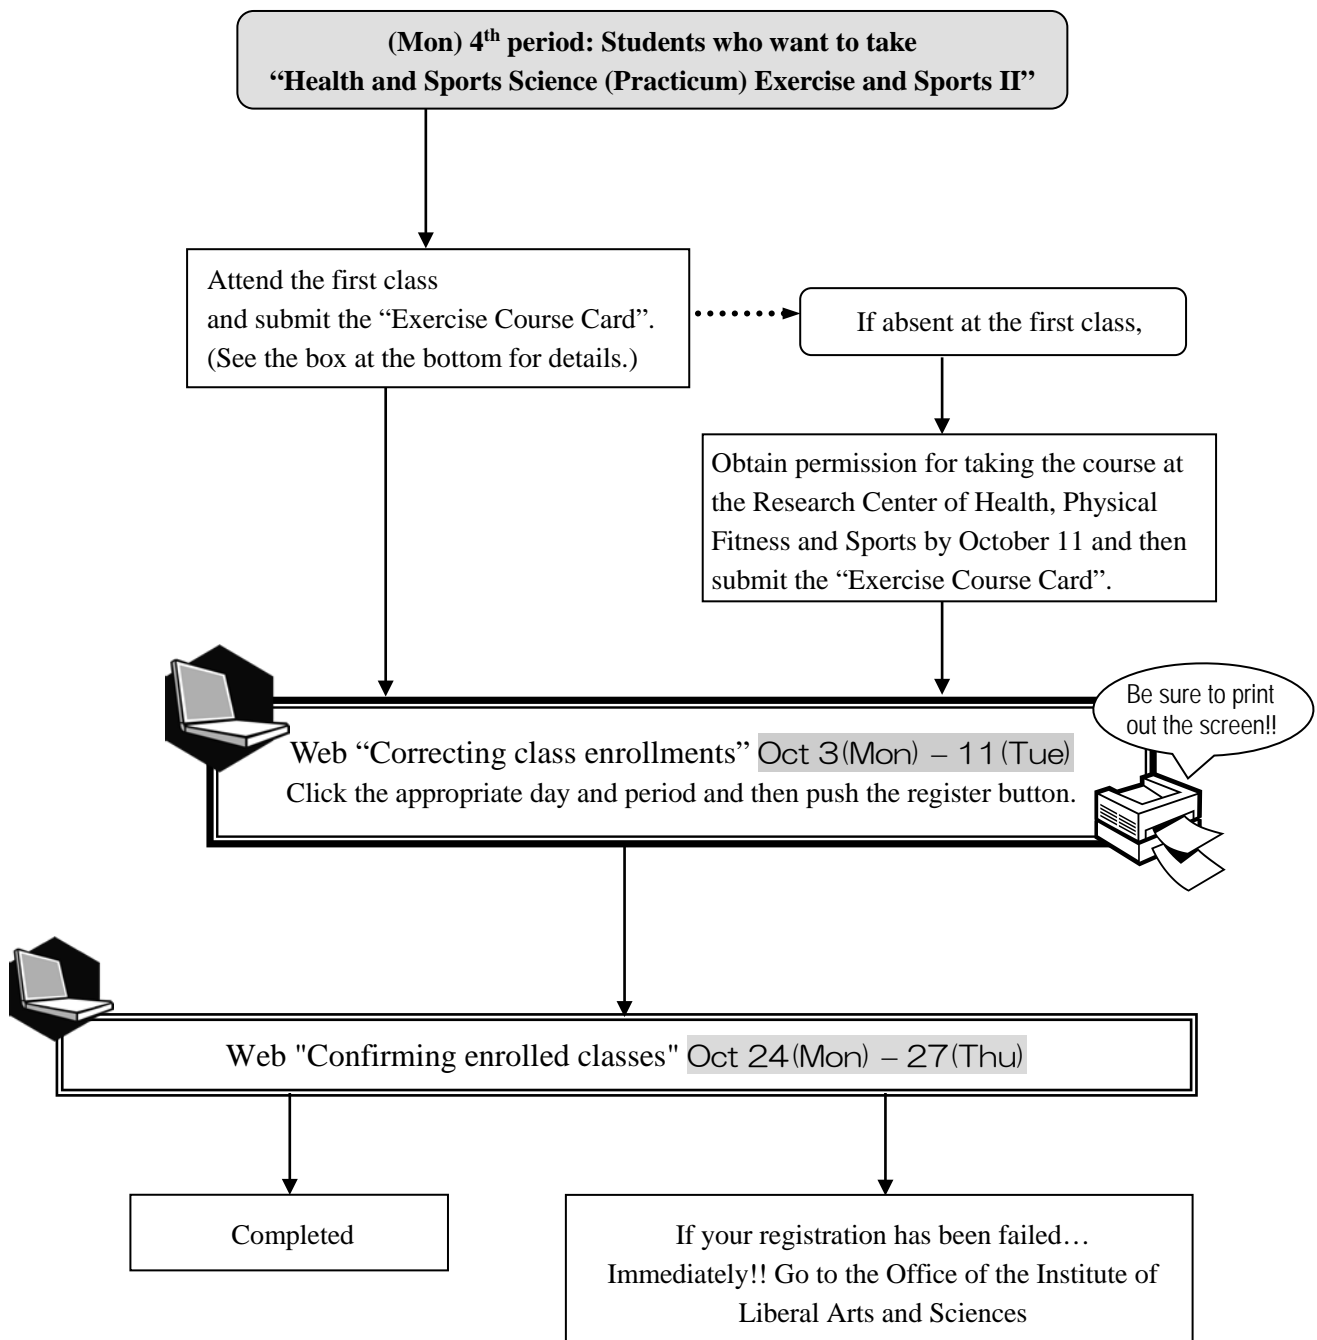 (Mon) 4th period: Students who want to take
“Health and Sports Science (Practicum) Exercise and Sports II”
Attend the first class
and submit the “Exercise Course Card”.
(See the box at the bottom for details.)
If absent at the first class,
Obtain permission for taking the course at
the Research Center of Health, Physical
Fitness and Sports by October 11 and then
submit the “Exercise Course Card”.
Be sure to print
out the screen!!
Web “Correcting class enrollments” Oct 3(Mon) – 11(Tue)
Click the appropriate day and period and then push the register button.
Web "Confirming enrolled classes" Oct 24(Mon) – 27(Thu)
Completed
If your registration has been failed…
Immediately!! Go to the Office of the Institute of
Liberal Arts and Sciences